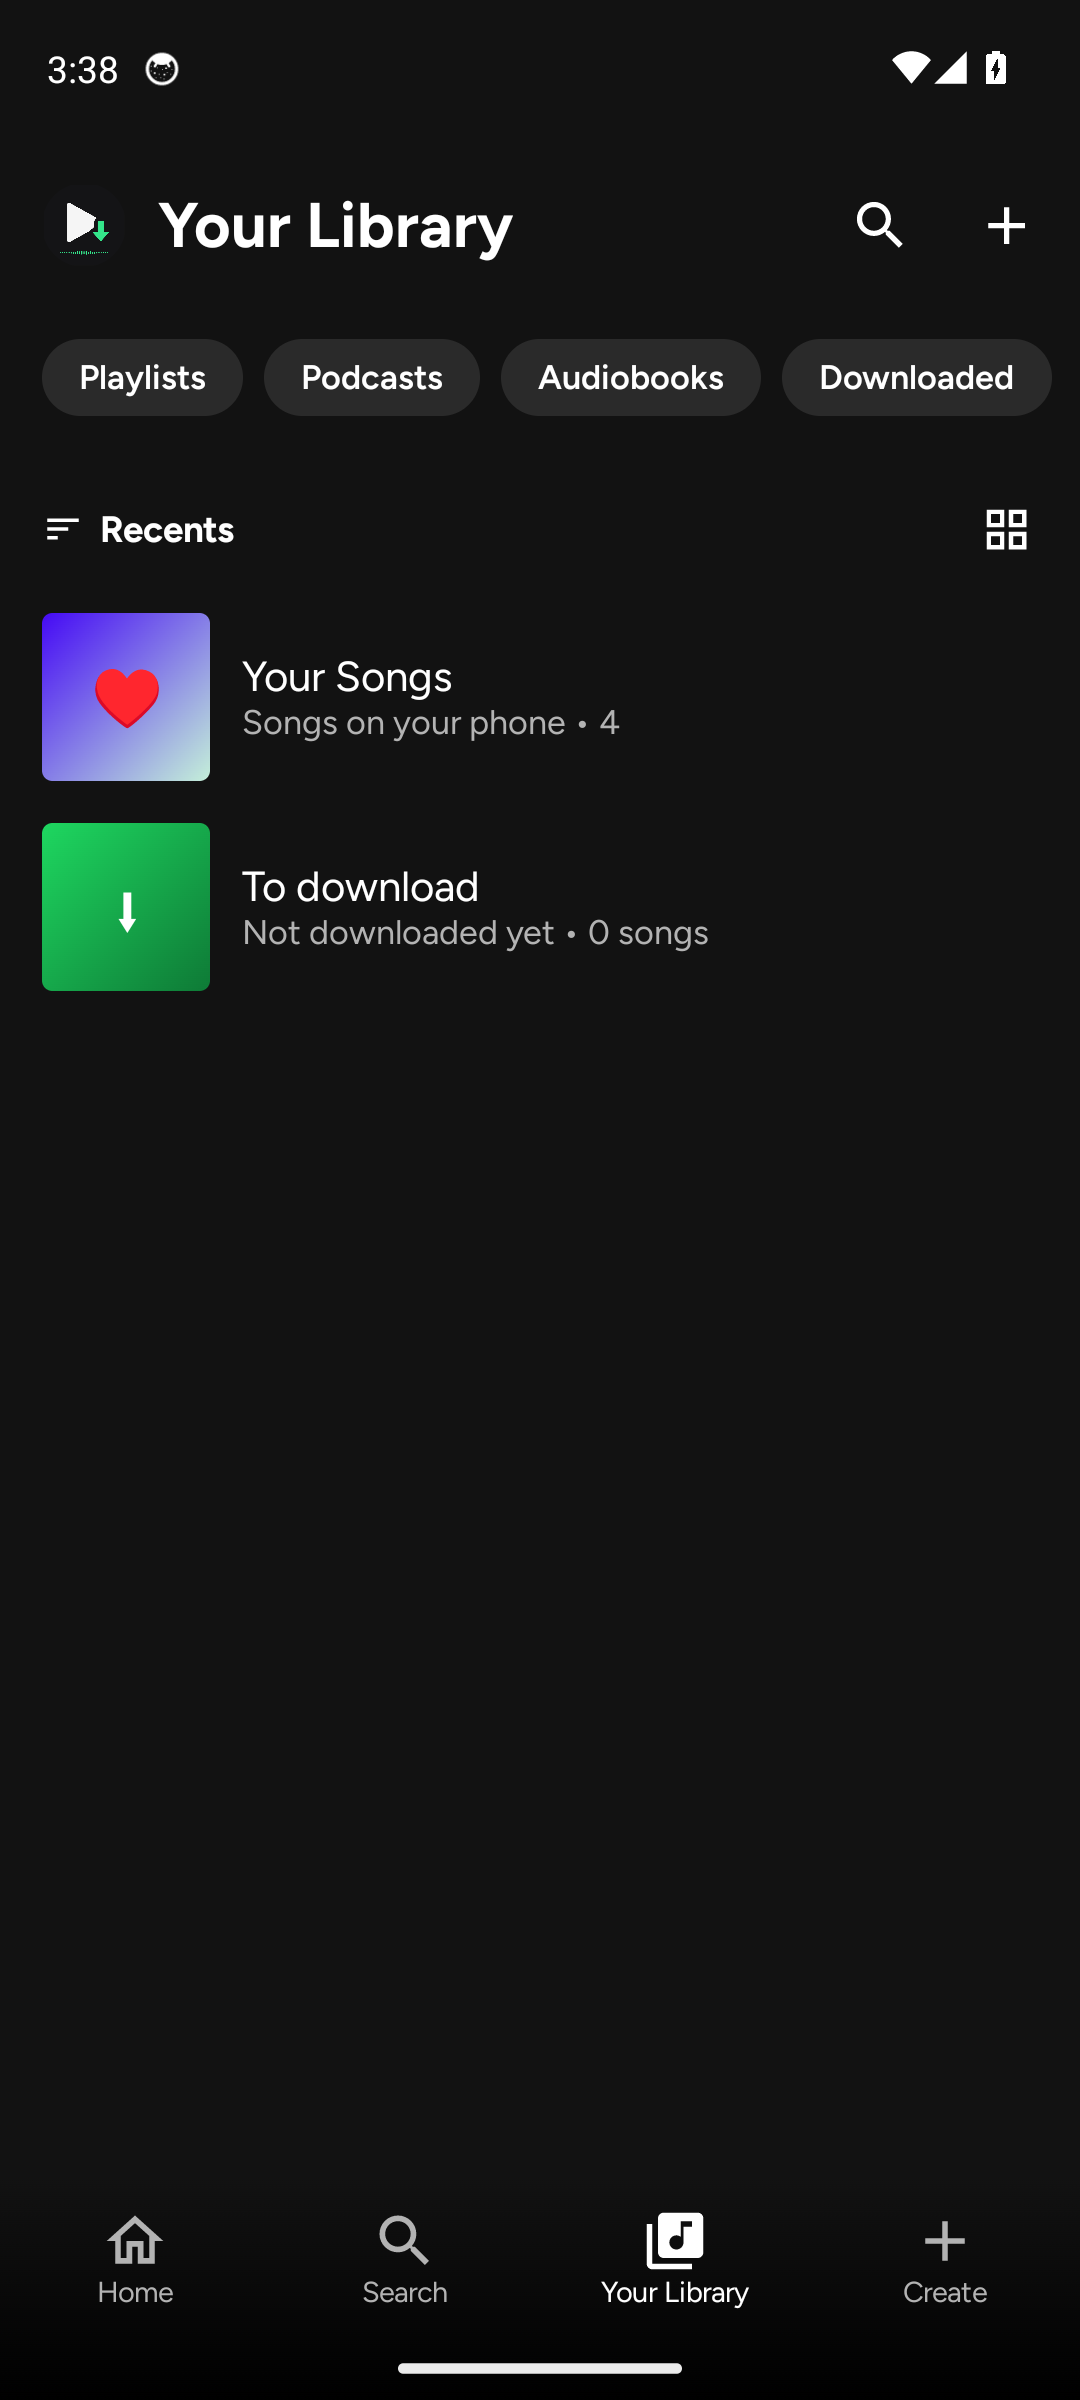 3:38
Your Library
Playlists Podcasts Audiobooks Downloaded
Recents
Your Songs
Songs on your phone • 4
To download
Not downloaded yet • 0 songs
Home Search Your Library Create